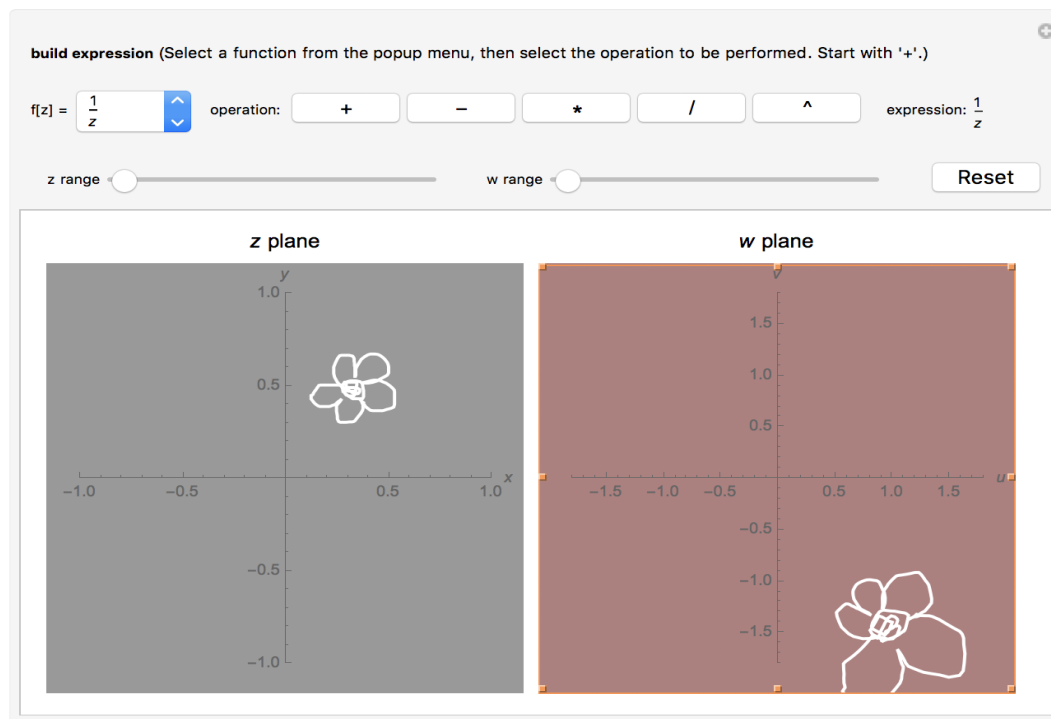 build expression (Select a function from the popup menu, then select the operation to be performed. Start with '+'.)
f[z] = 1/z operation: + − * / ^ expression: 1/z
z range w range Reset
z plane w plane
y v
1.0 1.5
0.5 1.0
0.5
−1.0 −0.5 0.5 1.0 x −1.5 −1.0 −0.5 0.5 1.0 1.5 u
−0.5 −0.5
−1.0
−1.0 −1.5